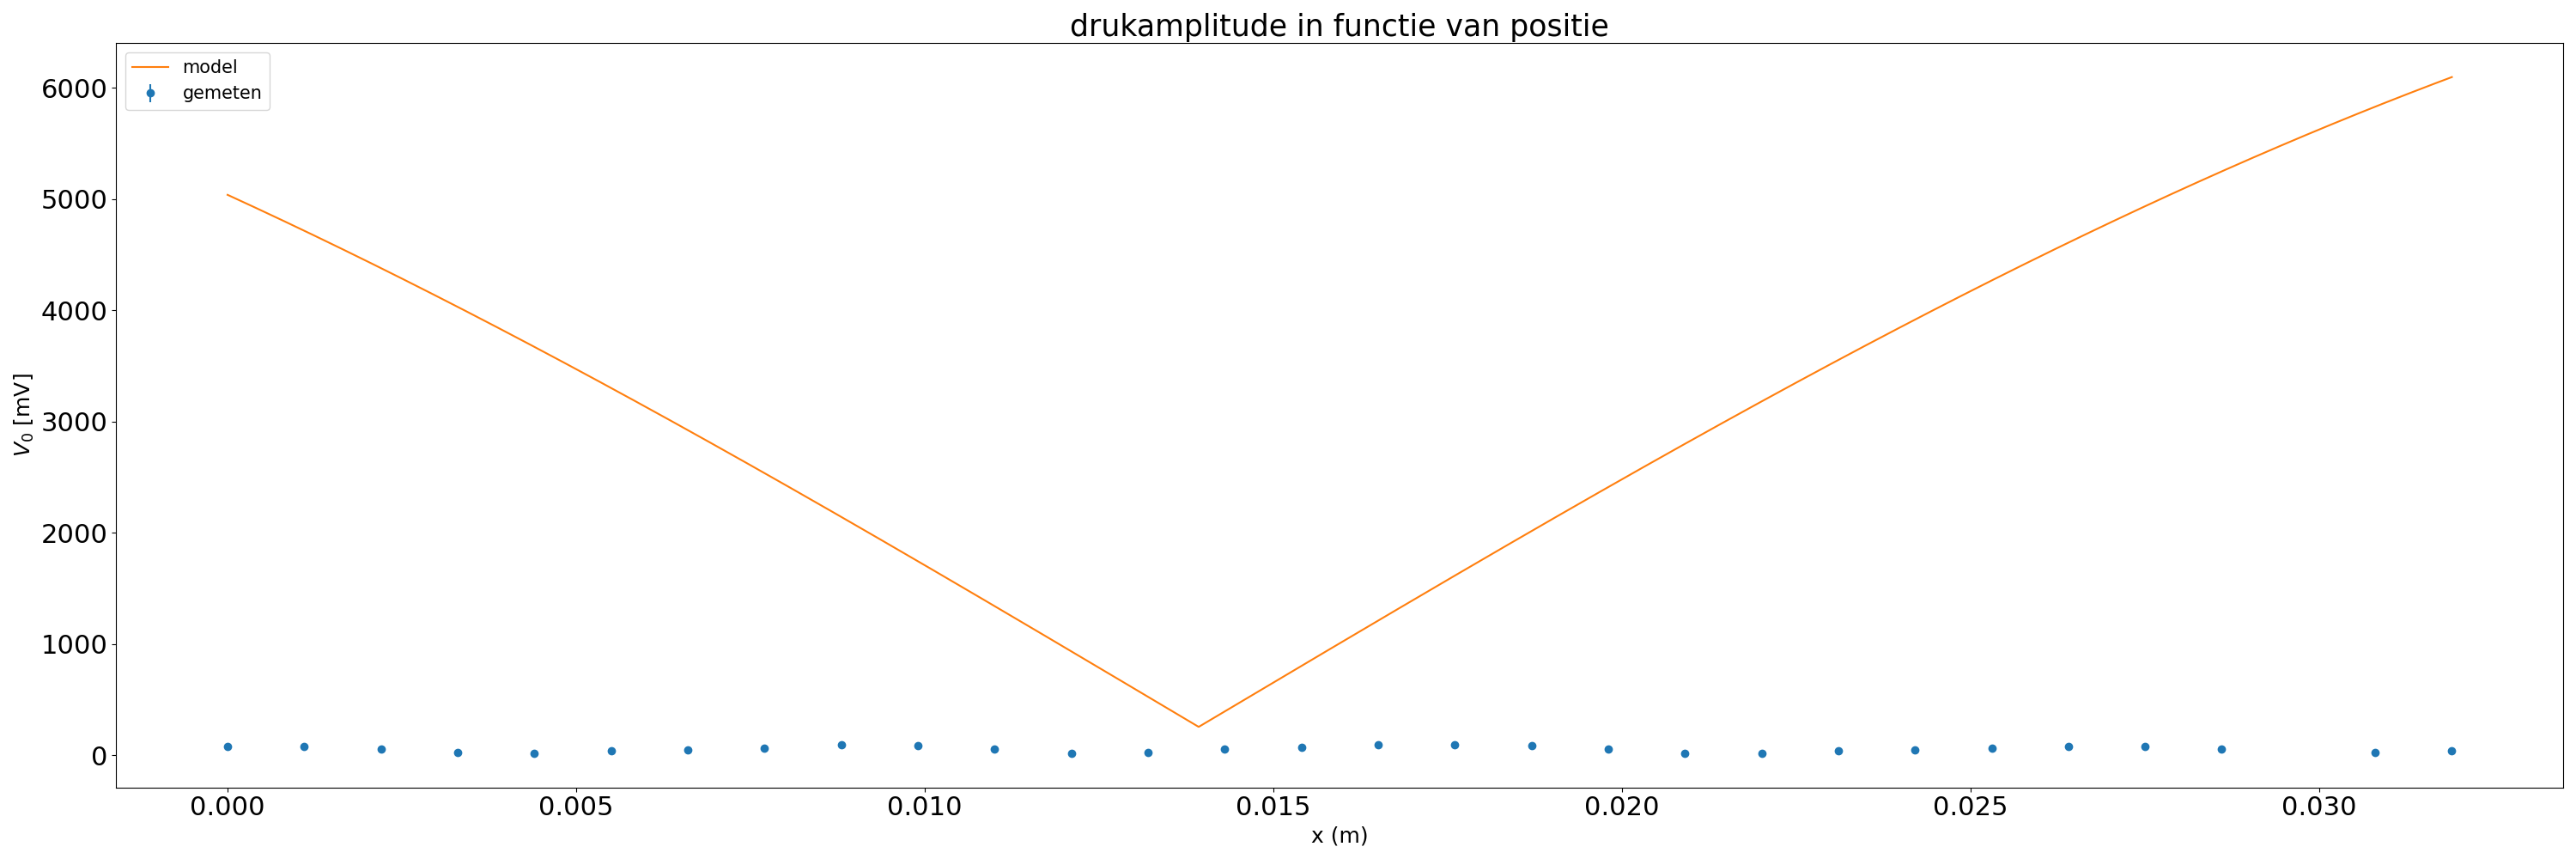 drukamplitude in functie van positie
model
gemeten
6000
5000
4000
3000
2000
1000
0
V₀ [mV]
0.000 0.005 0.010 0.015 0.020 0.025 0.030
x (m)